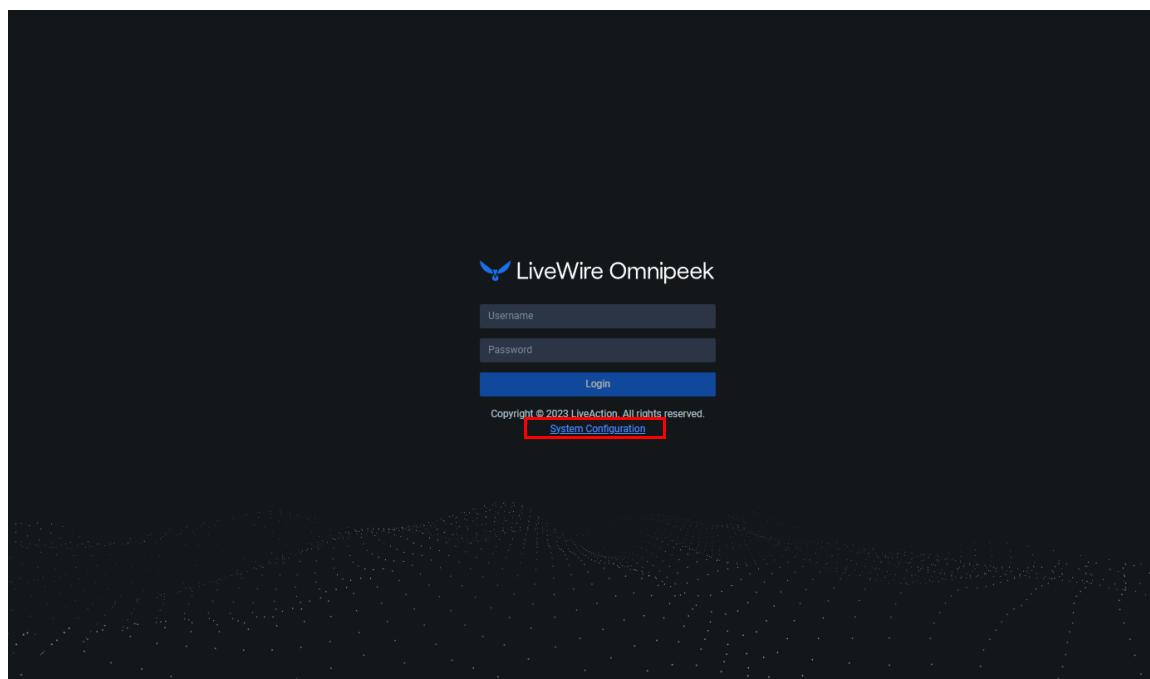 LiveWire Omnipeek
Username
Password
Login
Copyright © 2023 LiveAction. All rights reserved.
System Configuration